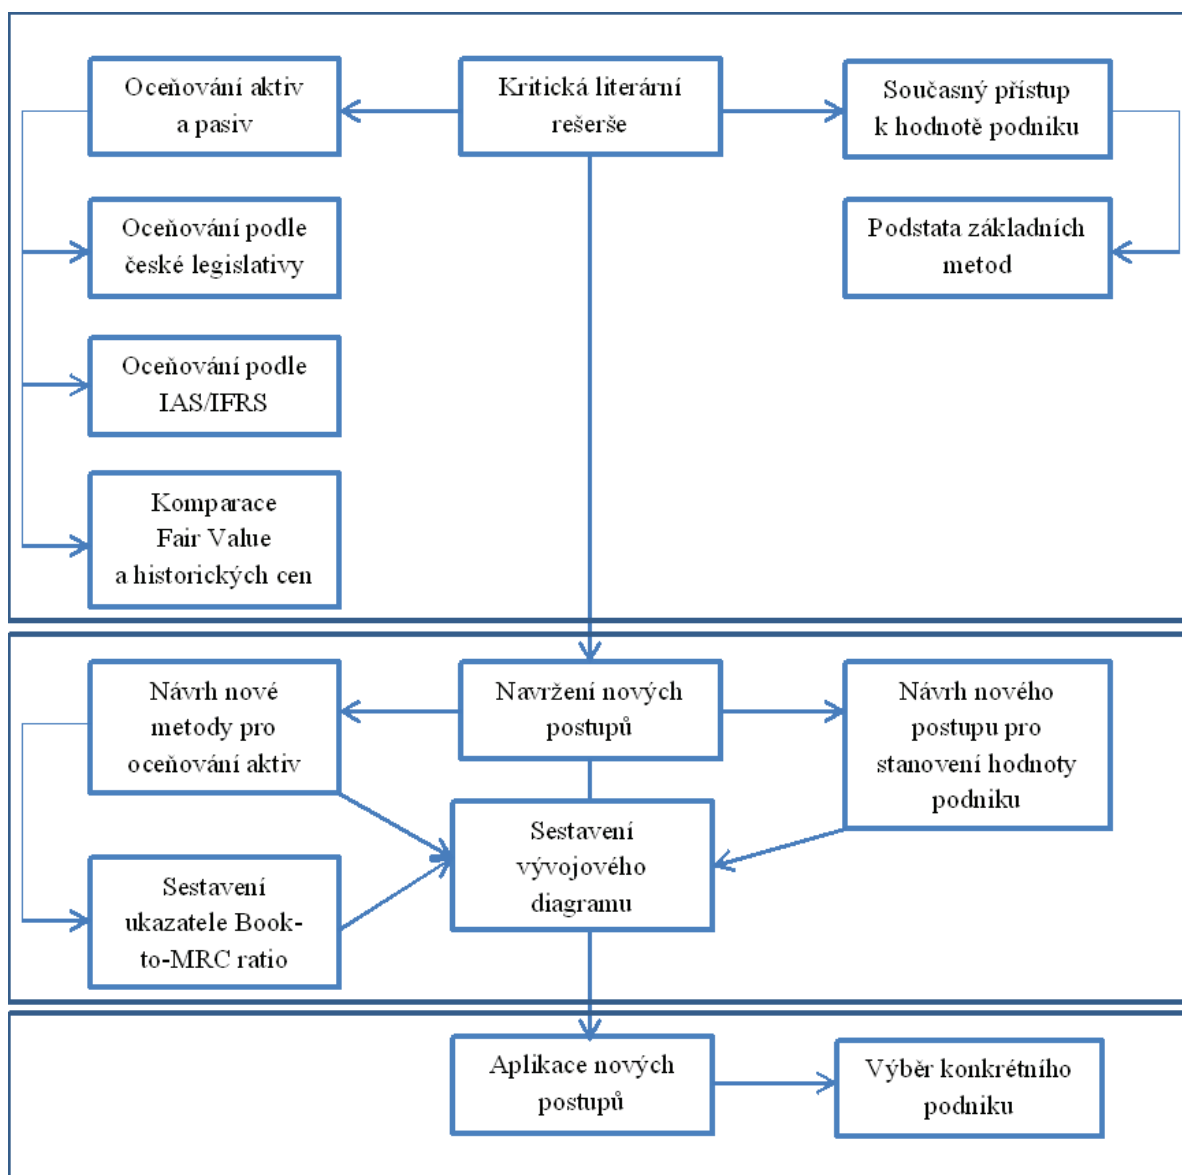 Oceňování aktiv
a pasiv
Kritická literární
rešerše
Současný přístup
k hodnotě podniku
Oceňování podle
české legislativy
Podstata základních
metod
Oceňování podle
IAS/IFRS
Komparace
Fair Value
a historických cen
Návrh nové
metody pro
oceňování aktiv
Navržení nových
postupů
Návrh nového
postupu pro
stanovení hodnoty
podniku
Sestavení
vývojového
diagramu
Sestavení
ukazatele Book-
to-MRC ratio
Aplikace nových
postupů
Výběr konkrétního
podniku